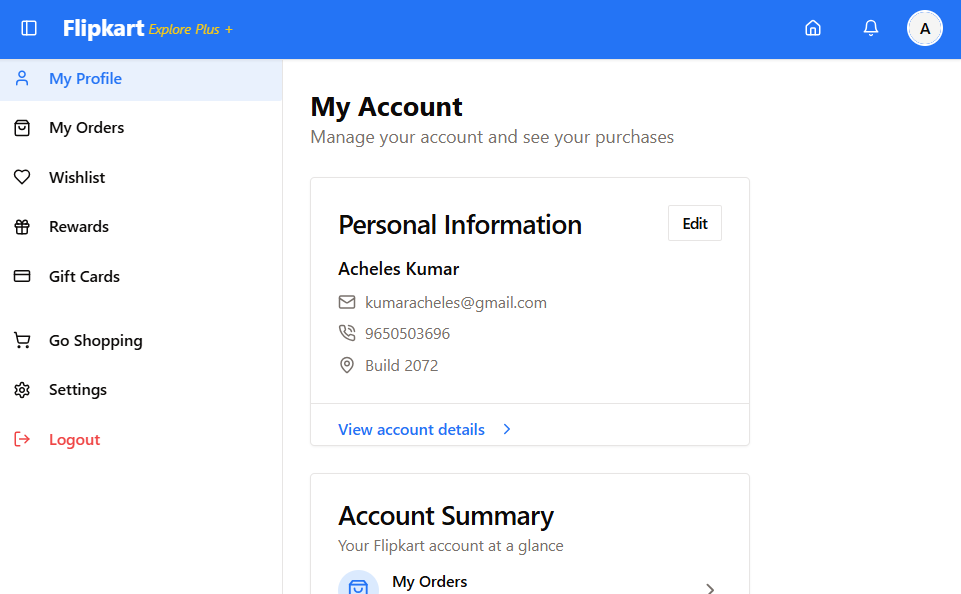 Flipkart Explore Plus +
A
My Profile
My Orders
Wishlist
Rewards
Gift Cards
Go Shopping
Settings
Logout
My Account
Manage your account and see your purchases
Personal Information
Edit
Acheles Kumar
kumaracheles@gmail.com
9650503696
Build 2072
View account details
Account Summary
Your Flipkart account at a glance
My Orders